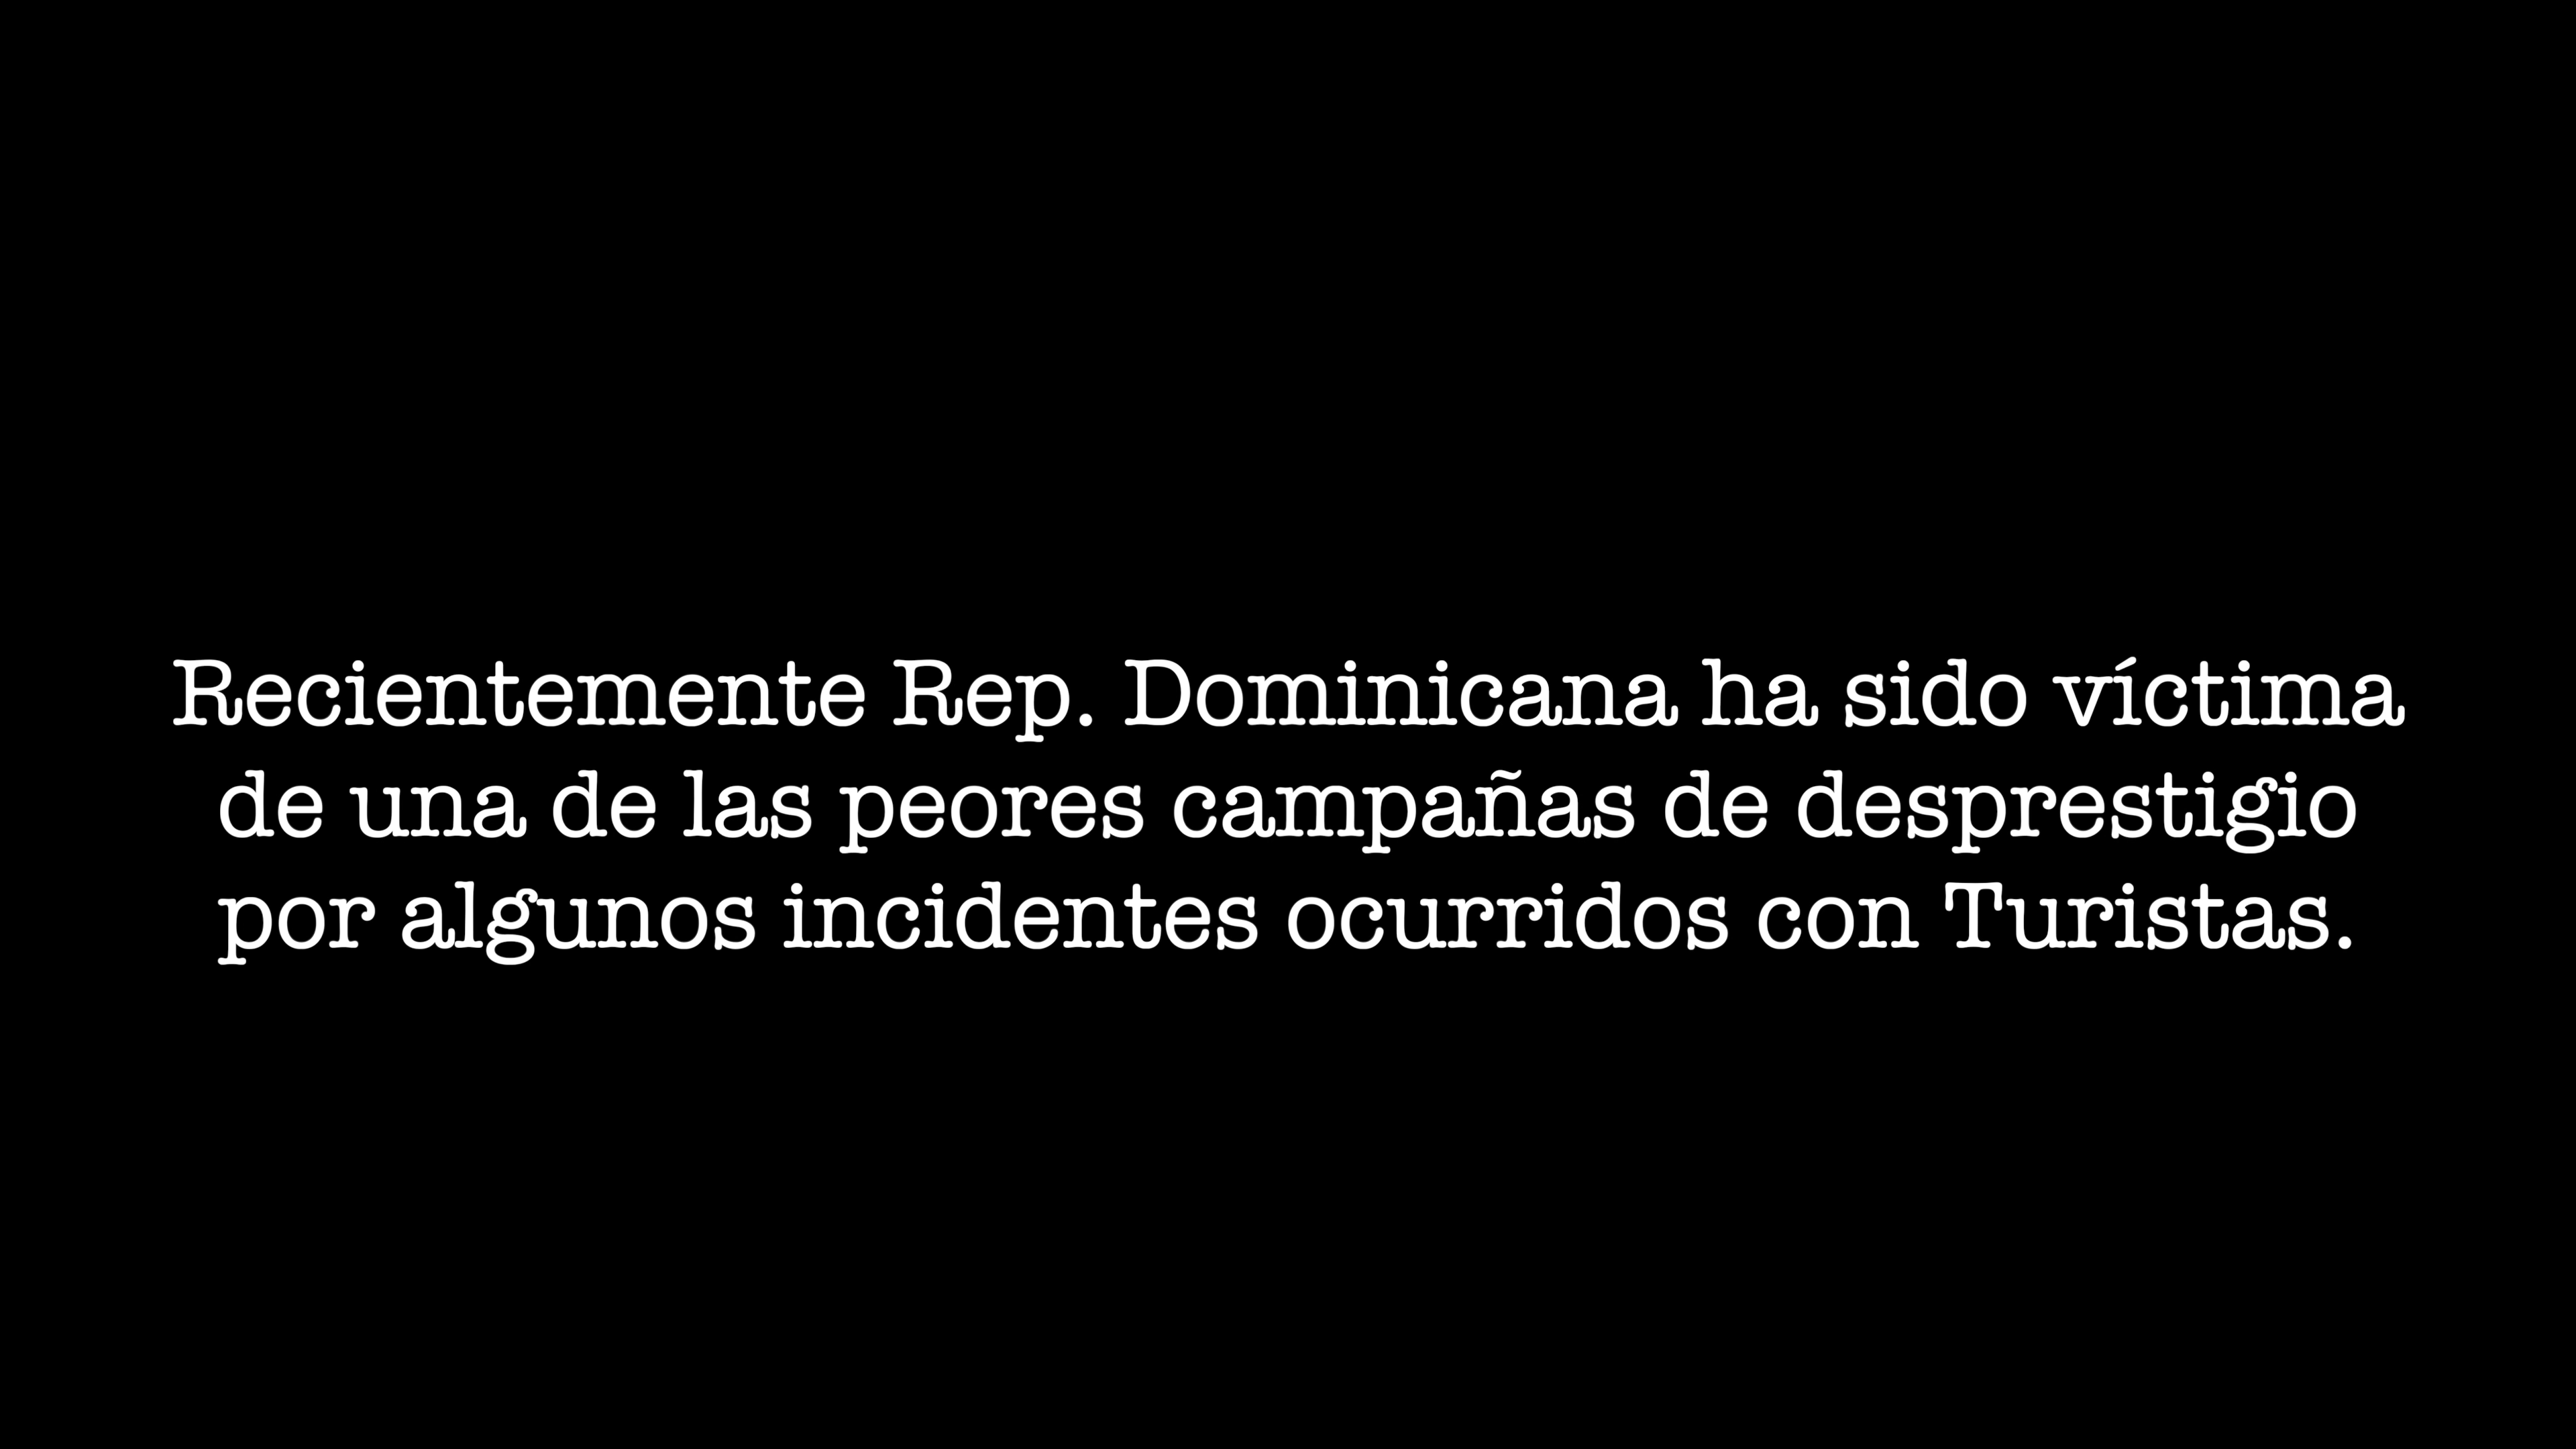 Recientemente Rep. Dominicana ha sido víctima
de una de las peores campañas de desprestigio
por algunos incidentes ocurridos con Turistas.